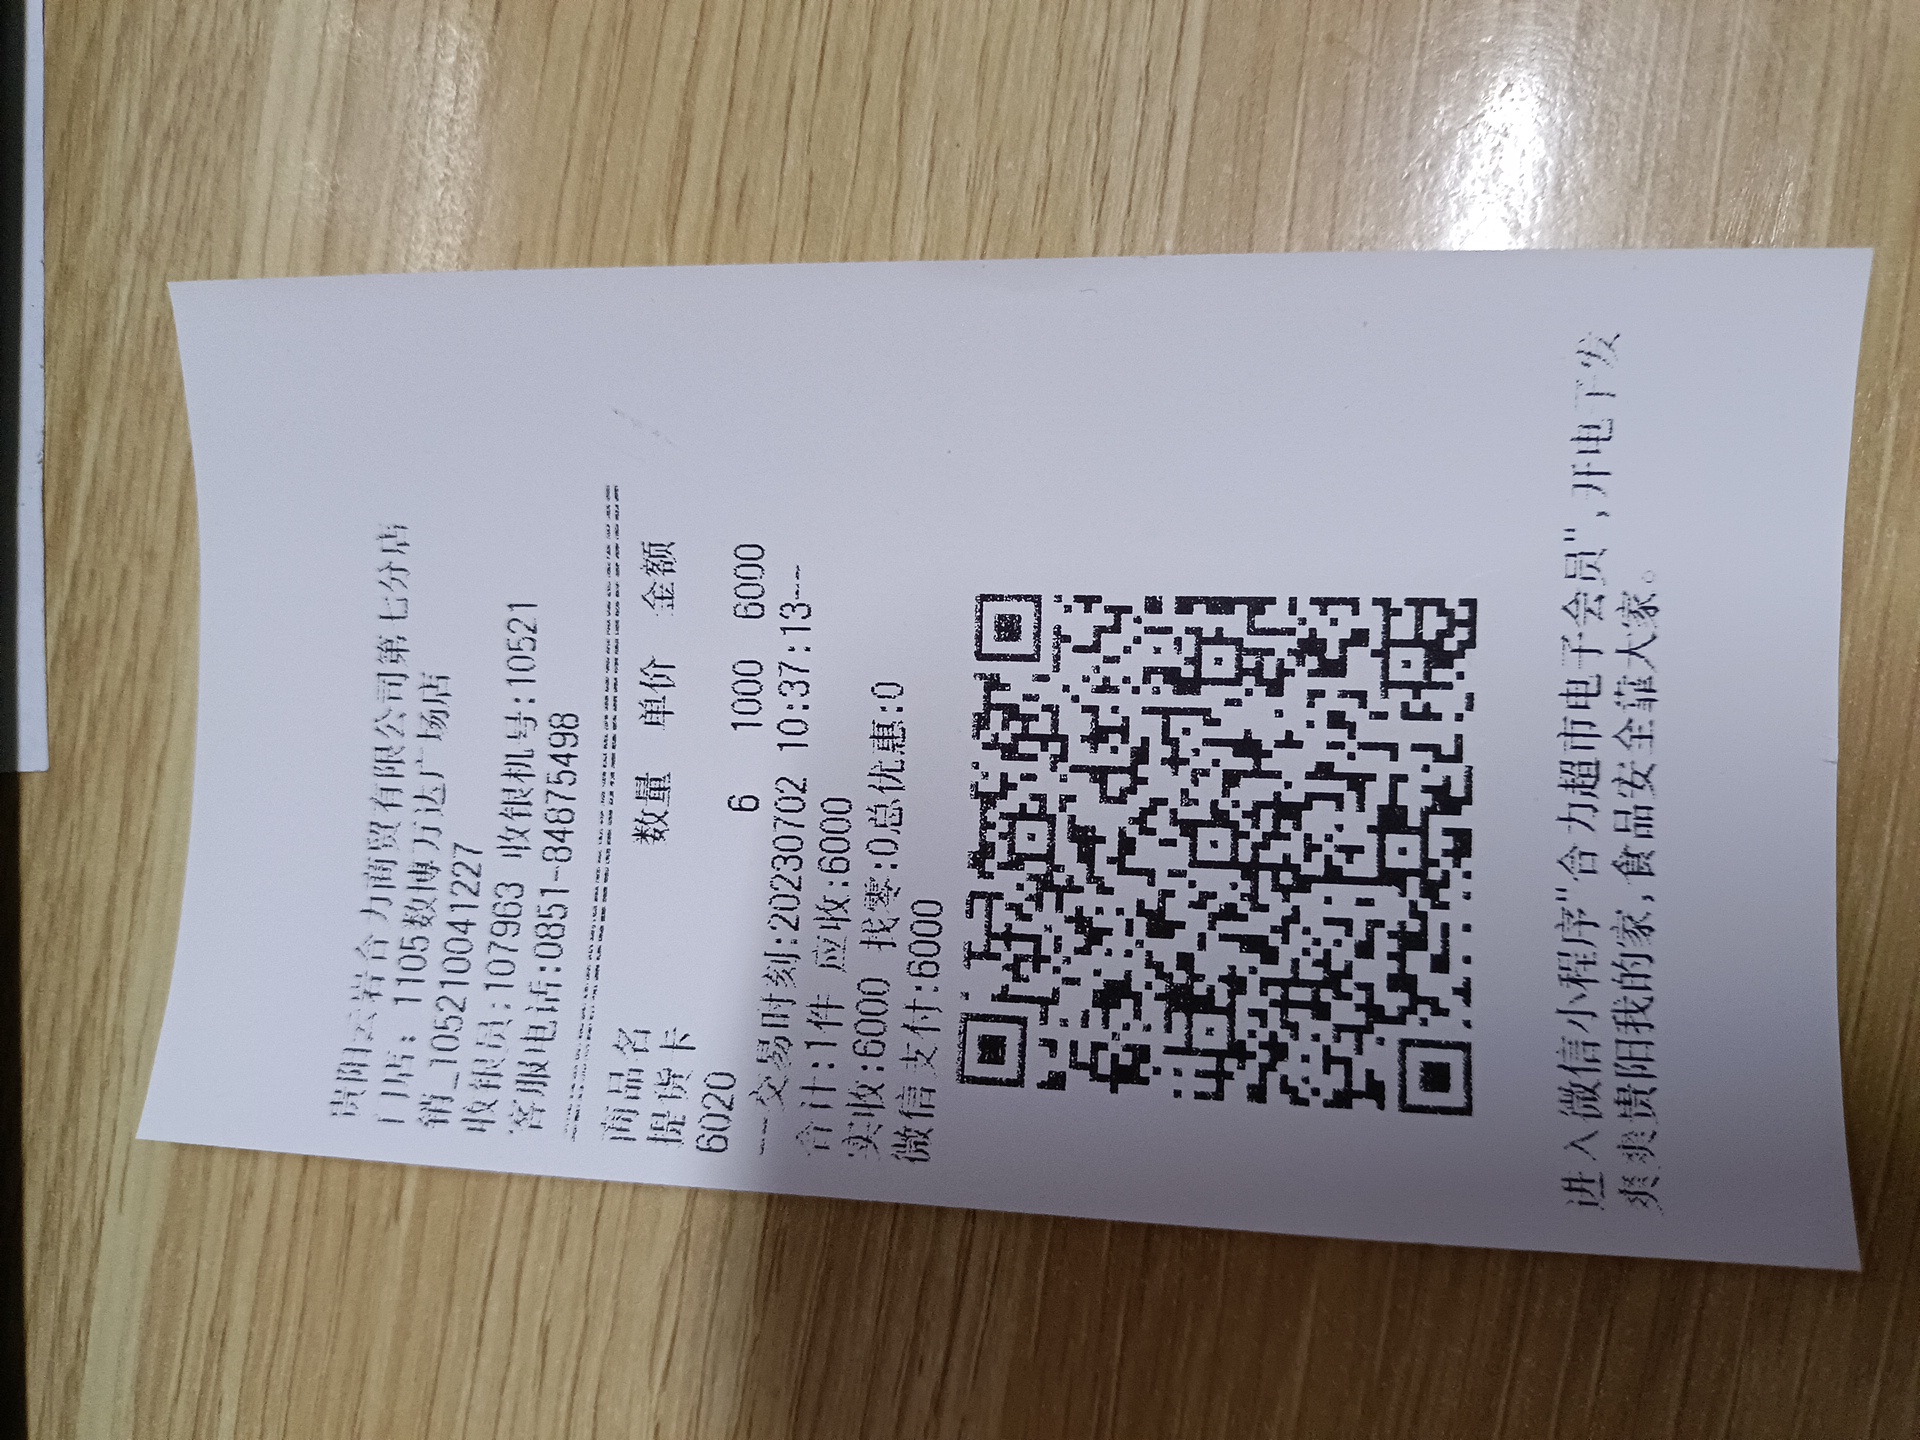 贵阳云岩合力商贸有限公司第七分店
门店: 1105数博万达广场店
销_105210041227
收银员:107963 收银机号:10521
客服电话:0851-84875498
商品名 数量 单价 金额
提货卡
6020 6 1000 6000
---交易时刻:20230702 10:37:13---
合计:1件 应收:6000
实收:6000 找零:0总优惠:0
微信支付:6000
进入微信小程序"合力超市电子会员",开电子发
爽爽贵阳我的家,食品安全靠大家。